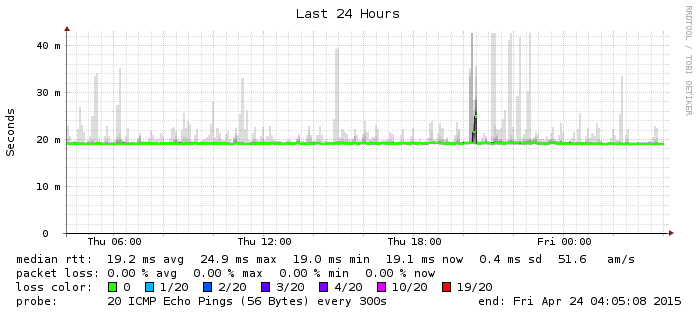 Last 24 Hours
RRDTOOL / TOBI OETIKER
Seconds
40 m
30 m
20 m
10 m
0
Thu 06:00 Thu 12:00 Thu 18:00 Fri 00:00
median rtt: 19.2 ms avg 24.9 ms max 19.0 ms min 19.1 ms now 0.4 ms sd 51.6 am/s
packet loss: 0.00 % avg 0.00 % max 0.00 % min 0.00 % now
loss color: 0 1/20 2/20 3/20 4/20 10/20 19/20
probe: 20 ICMP Echo Pings (56 Bytes) every 300s end: Fri Apr 24 04:05:08 2015